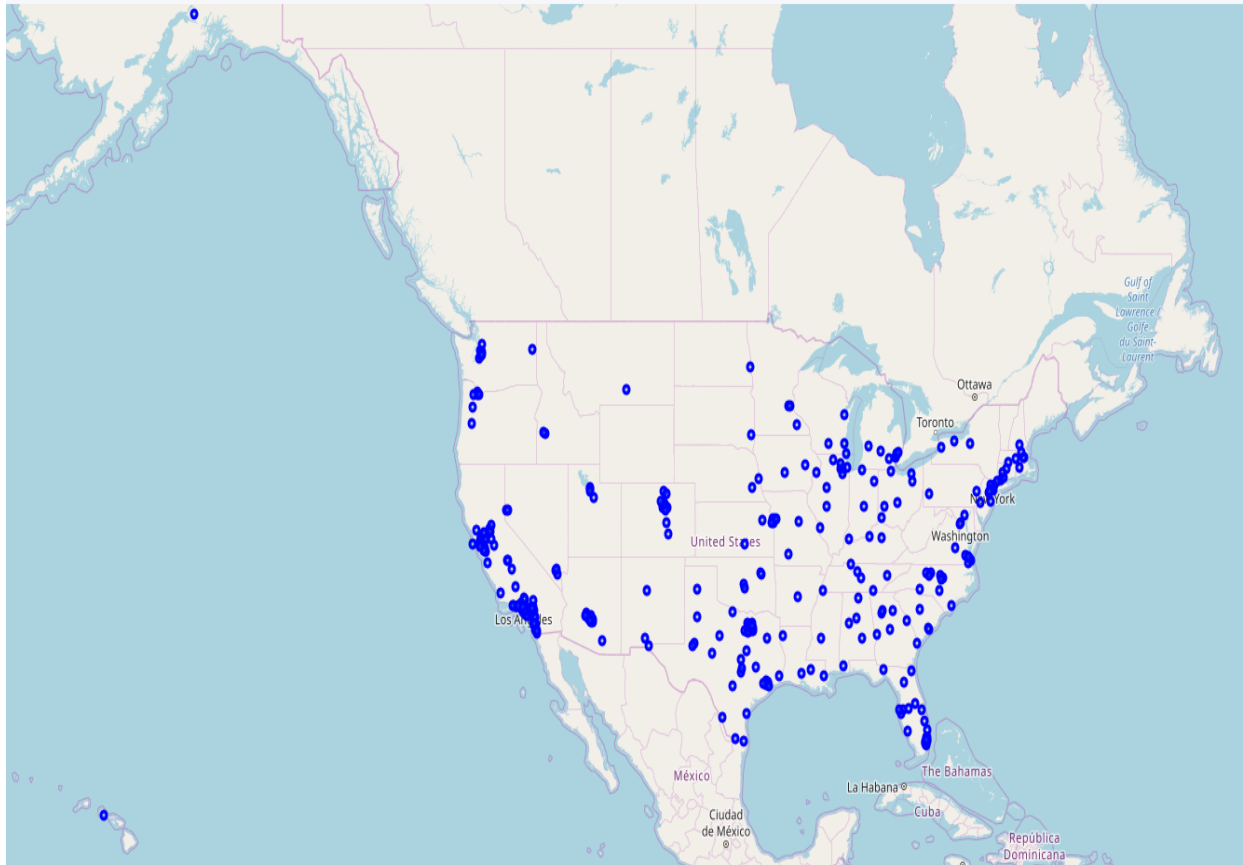 Gulf of
Saint
Lawrence /
Golfe
du Saint-
Laurent
Ottawa
Toronto
New York
Washington
United States
Los Angeles
The Bahamas
México
La Habana
Cuba
Ciudad
de México
República
Dominicana